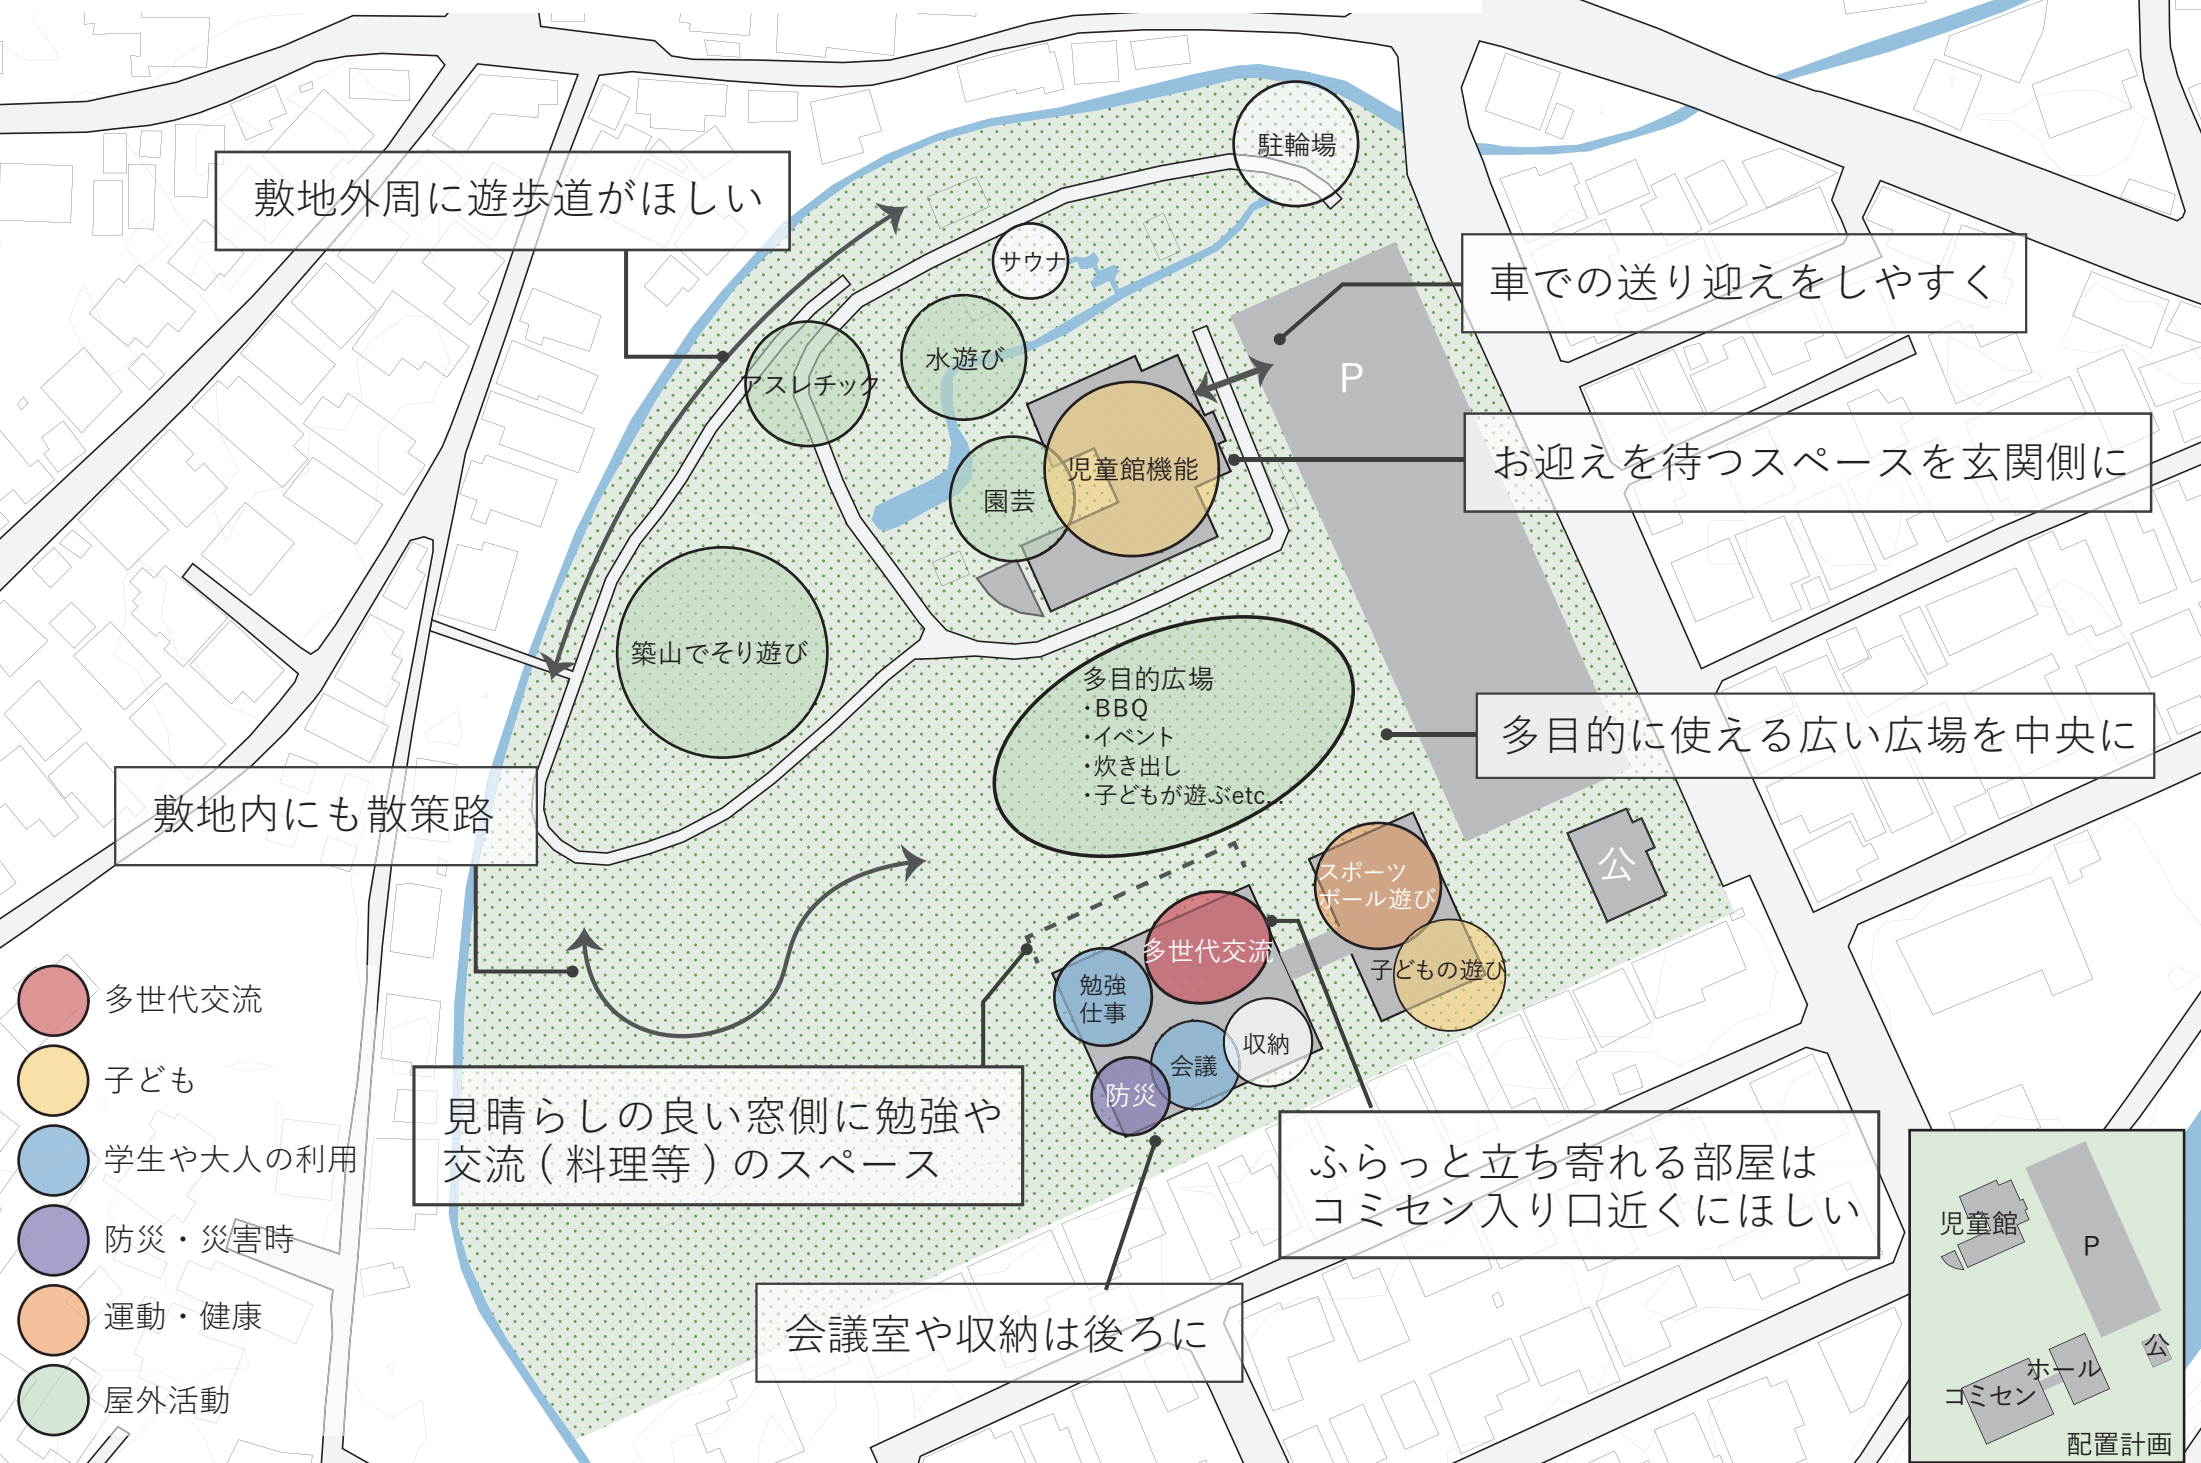 敷地外周に遊歩道がほしい
駐輪場
サウナ
車での送り迎えをしやすく
水遊び
アスレチック
P
お迎えを待つスペースを玄関側に
児童館機能
園芸
築山でそり遊び
多目的広場
・BBQ
・イベント
・炊き出し
・子どもが遊ぶetc...
多目的に使える広い広場を中央に
敷地内にも散策路
スポーツ
ボール遊び
公
多世代交流
子どもの遊び
勉強
仕事
収納
会議
防災
見晴らしの良い窓側に勉強や
交流(料理等)のスペース
ふらっと立ち寄れる部屋は
コミセン入り口近くにほしい
会議室や収納は後ろに
多世代交流
子ども
学生や大人の利用
防災・災害時
運動・健康
屋外活動
児童館
P
公
ホール
コミセン
配置計画